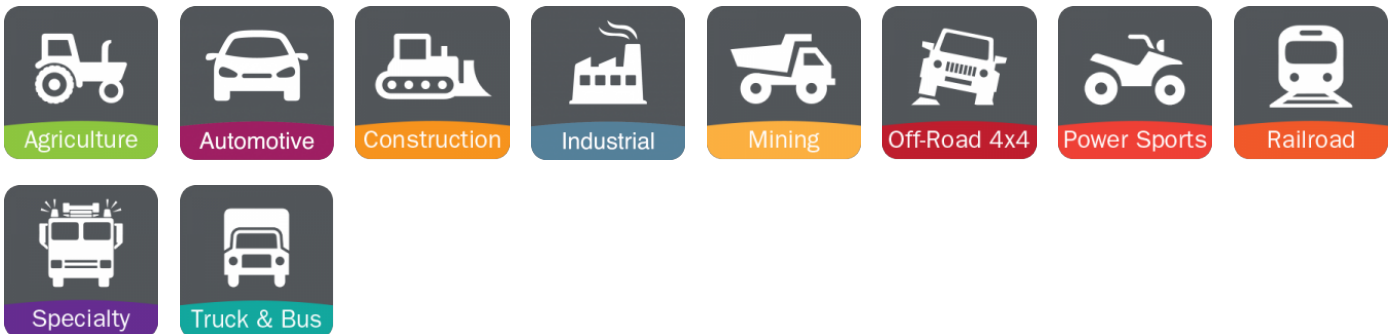 Agriculture
Automotive
Construction
Industrial
Mining
Off-Road 4x4
Power Sports
Railroad
Specialty
Truck & Bus